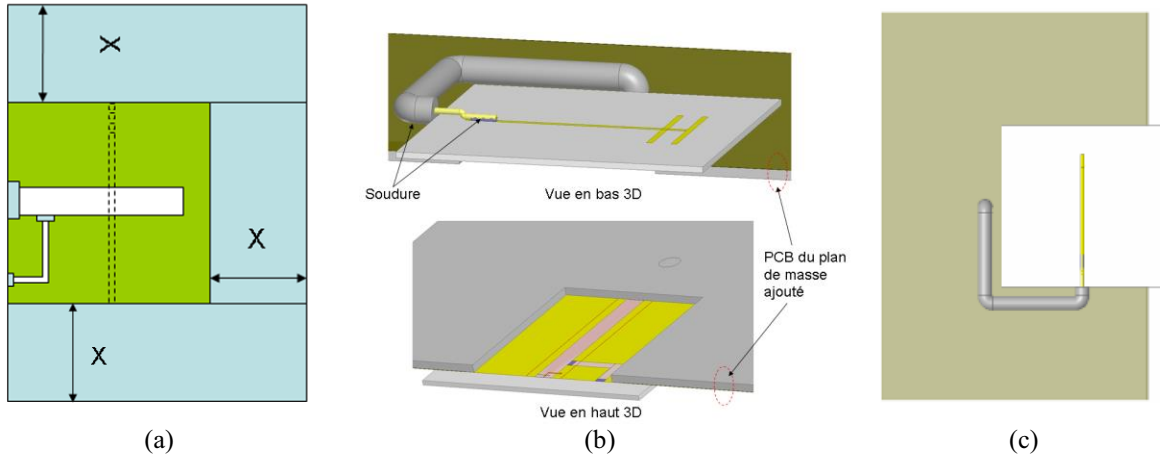 X
X
X
Soudure
Vue en bas 3D
PCB du plan
de masse
ajouté
Vue en haut 3D
(a)
(b)
(c)